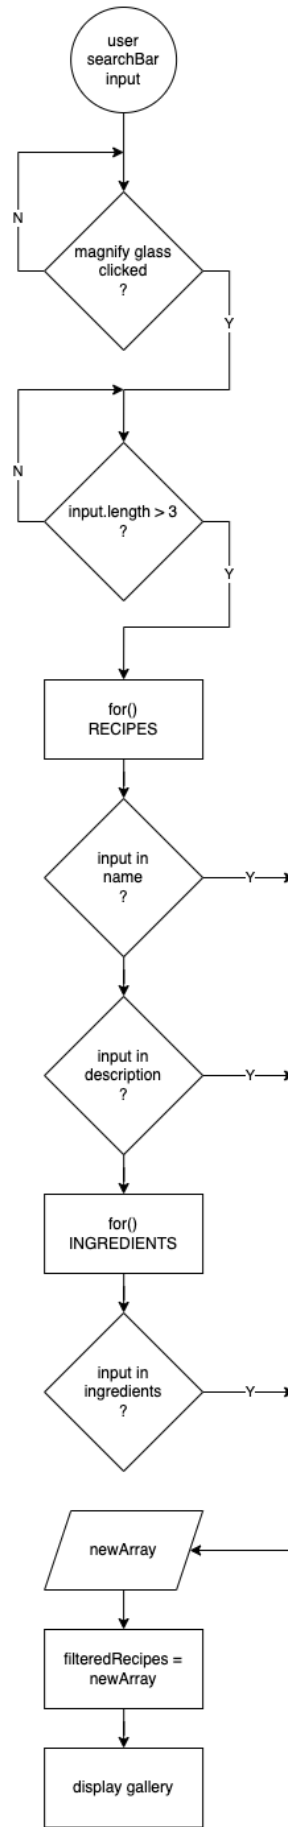 user
searchBar
input
magnify glass
clicked
?
N
Y
input.length > 3
?
N
Y
for()
RECIPES
input in
name
?
Y
input in
description
?
Y
for()
INGREDIENTS
input in
ingredients
?
Y
newArray
filteredRecipes =
newArray
display gallery